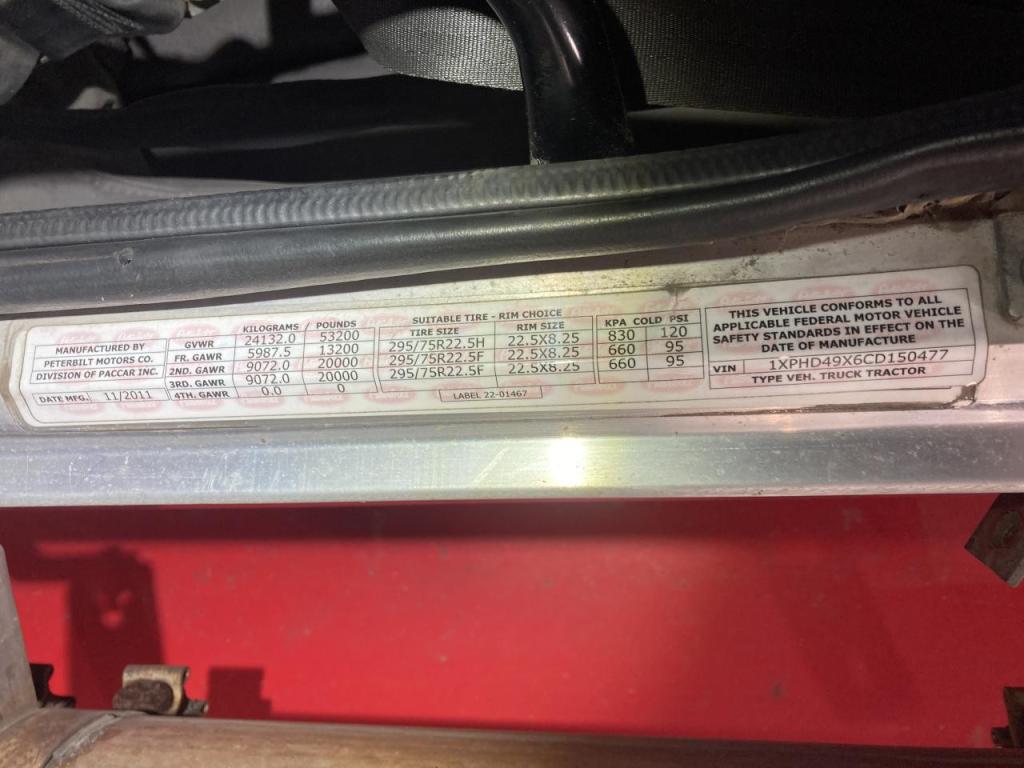 MANUFACTURED BY
PETERBILT MOTORS CO.
DIVISION OF PACCAR INC.
DATE MFG. 11/2011
KILOGRAMS / POUNDS
GVWR 24132.0 53200
FR. GAWR 5987.5 13200
2ND. GAWR 9072.0 20000
3RD. GAWR 9072.0 20000
4TH. GAWR 0.0 0
SUITABLE TIRE - RIM CHOICE
TIRE SIZE RIM SIZE KPA COLD PSI
295/75R22.5H 22.5X8.25 830 120
295/75R22.5F 22.5X8.25 660 95
295/75R22.5F 22.5X8.25 660 95
LABEL 22-01467
THIS VEHICLE CONFORMS TO ALL
APPLICABLE FEDERAL MOTOR VEHICLE
SAFETY STANDARDS IN EFFECT ON THE
DATE OF MANUFACTURE
VIN 1XPHD49X6CD150477
TYPE VEH. TRUCK TRACTOR